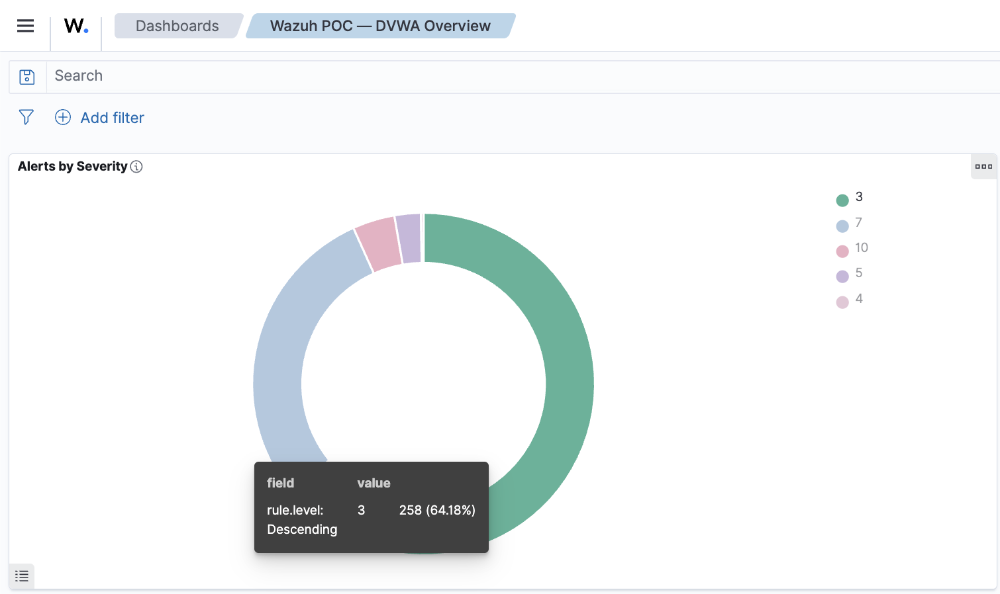 W.
Dashboards
Wazuh POC — DVWA Overview
Search
Add filter
Alerts by Severity
3
7
10
5
4
field value
rule.level: Descending 3 258 (64.18%)